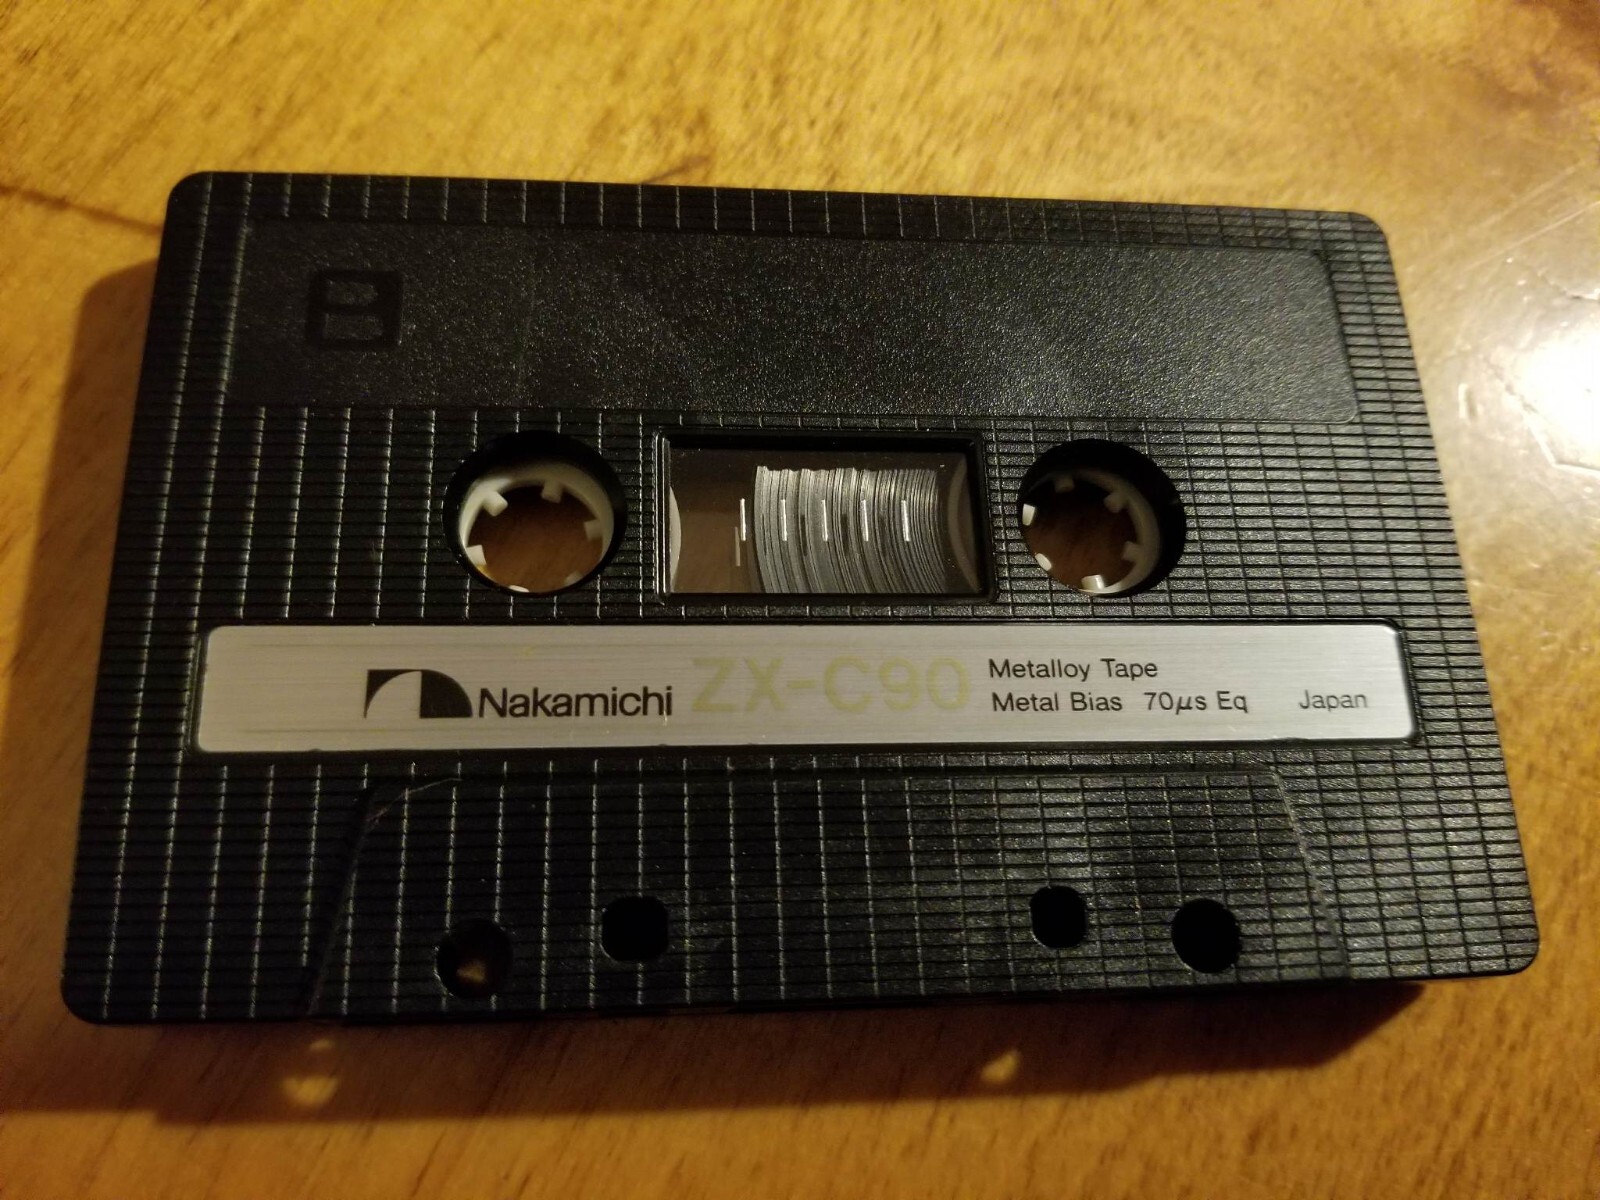 B
Nakamichi ZX-C90 Metalloy Tape
Metal Bias 70μs Eq Japan